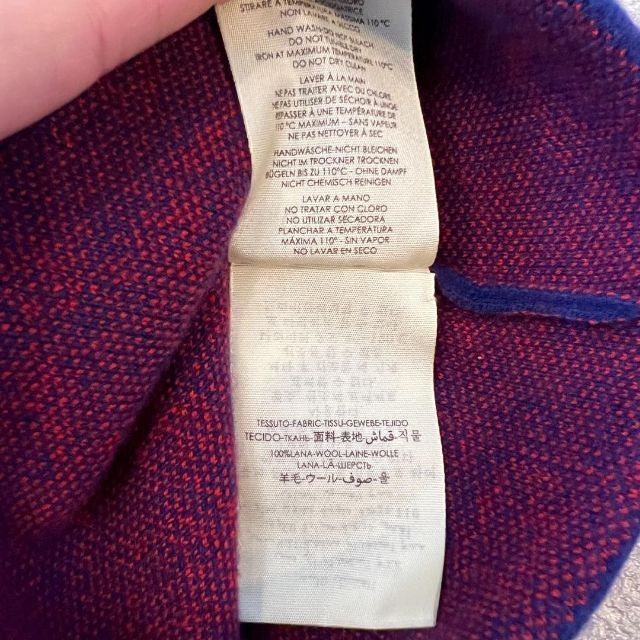 STIRARE A TEMPERATURA
MASSIMA 110°C
NON LAVARE A SECCO
HAND WASH-DO NOT BLEACH
DO NOT TUMBLE DRY
IRON AT MAXIMUM TEMPERATURE 110°C
DO NOT DRY CLEAN
LAVER À LA MAIN
NE PAS TRAITER AVEC DU CHLORE
NE PAS UTILISER DE SÉCHOIR À LINGE
REPASSER À UNE TEMPÉRATURE DE
110 °C MAXIMUM – SANS VAPEUR
NE PAS NETTOYER À SEC
HANDWÄSCHE-NICHT BLEICHEN
NICHT IM TROCKNER TROCKNEN
BÜGELN BIS ZU 110°C - OHNE DAMPF
NICHT CHEMISCH REINIGEN
LAVAR A MANO
NO TRATAR CON CLORO
NO UTILIZAR SECADORA
PLANCHAR A TEMPERATURA
MÁXIMA 110° - SIN VAPOR
NO LAVAR EN SECO
TESSUTO-FABRIC-TISSU-GEWEBE-TEJIDO
TECIDO-ТКАНЬ-面料-表地-قماش-직물
100%LANA-WOOL-LAINE-WOLLE
LANA-LÃ-ШЕРСТЬ
羊毛-ウール-صوف-울